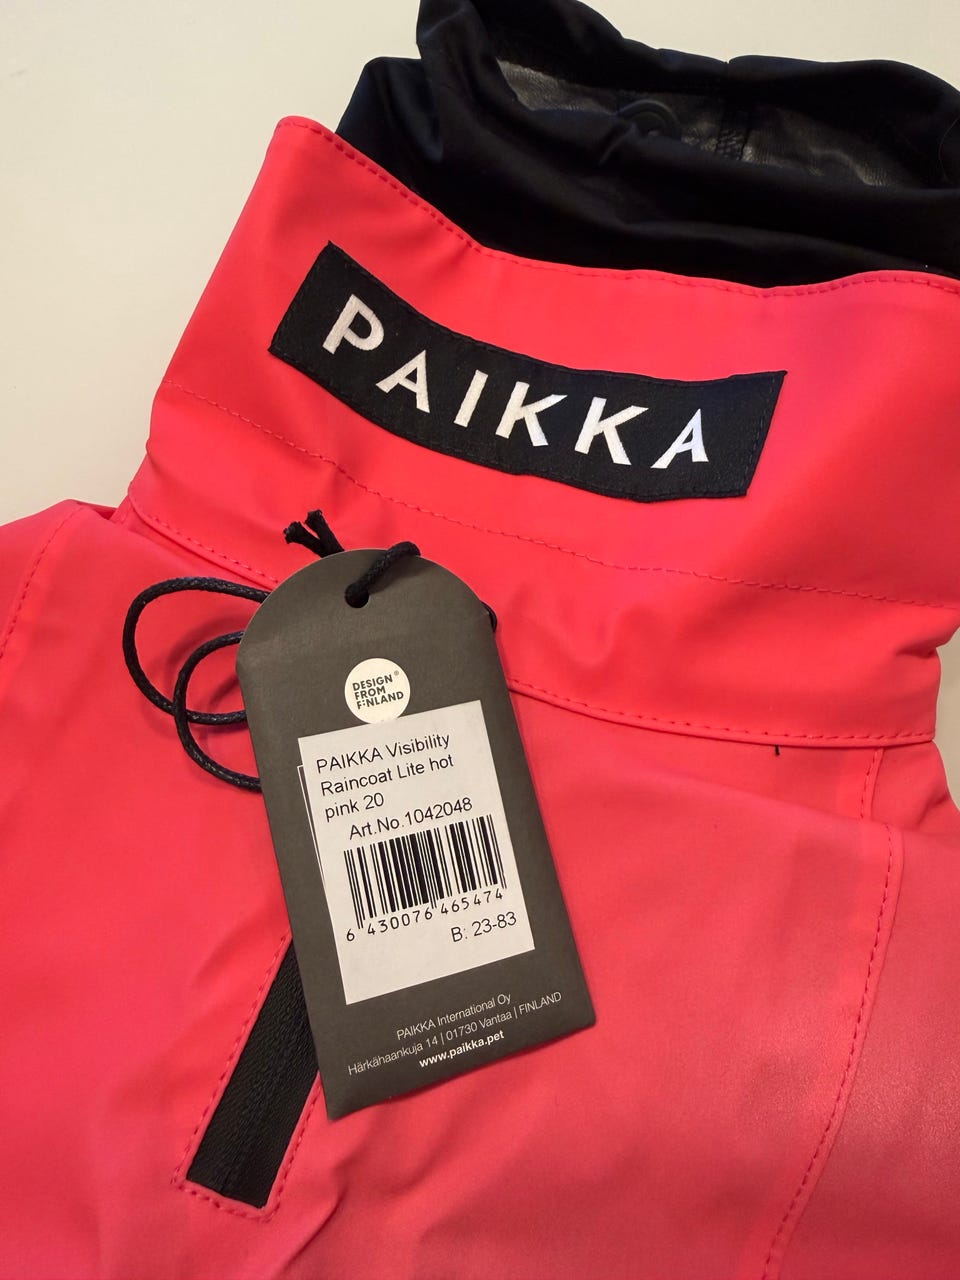 PAIKKA
DESIGN®
FROM
FINLAND
PAIKKA Visibility
Raincoat Lite hot
pink 20
Art.No.1042048
6 430076 465474
B: 23-83
PAIKKA International Oy
Härkähaankuja 14 | 01730 Vantaa | FINLAND
www.paikka.pet